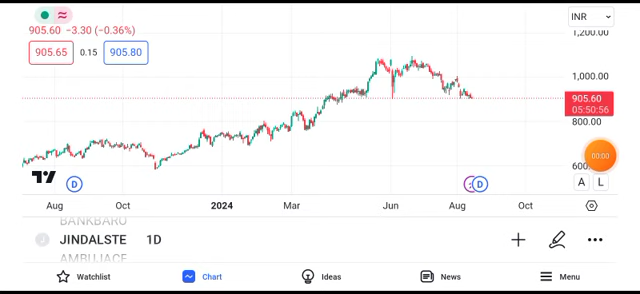 905.60 −3.30 (−0.36%)
INR
905.65 0.15 905.80
1,200.00
1,000.00
905.60
05:50:56
800.00
600
00:00
D
D
A L
Aug Oct 2024 Mar Jun Aug Oct
BANKBARO
J JINDALSTE 1D
AMBUJACE
Watchlist Chart Ideas News Menu